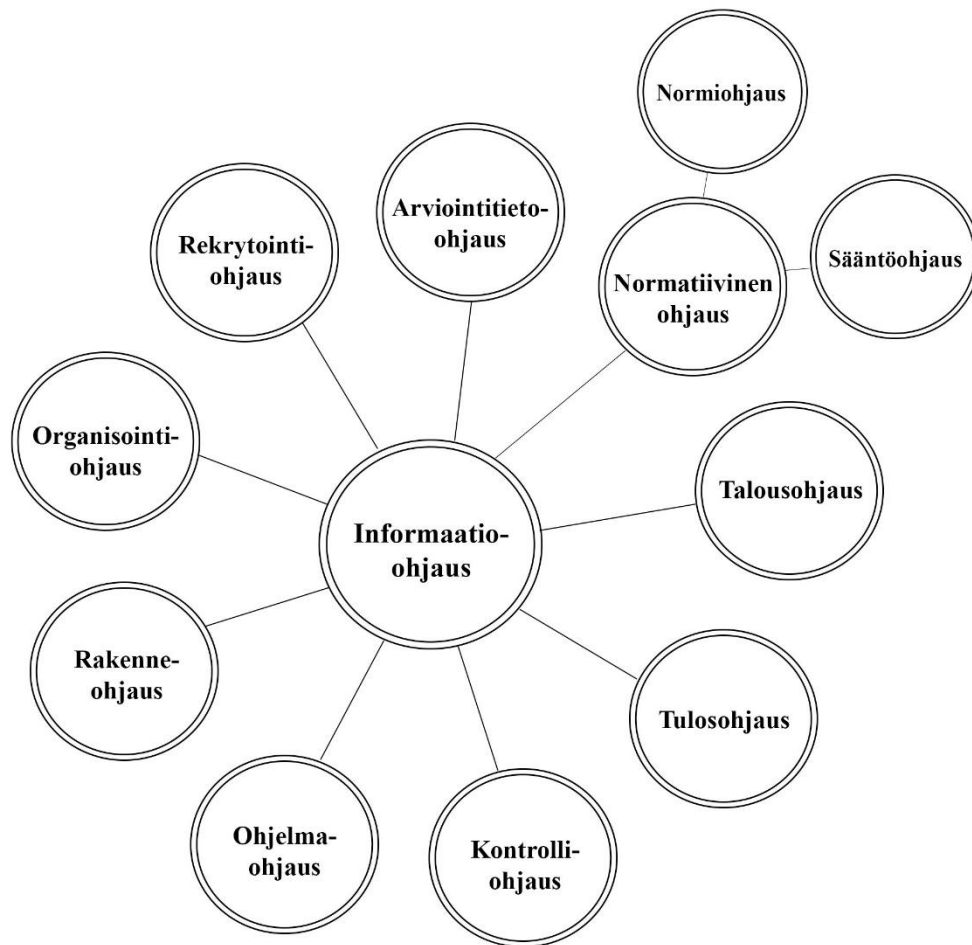 Normiohjaus
Arviointitieto-
ohjaus
Rekrytointi-
ohjaus
Sääntöohjaus
Normatiivinen
ohjaus
Organisointi-
ohjaus
Talousohjaus
Informaatio-
ohjaus
Rakenne-
ohjaus
Tulosohjaus
Ohjelma-
ohjaus
Kontrolli-
ohjaus